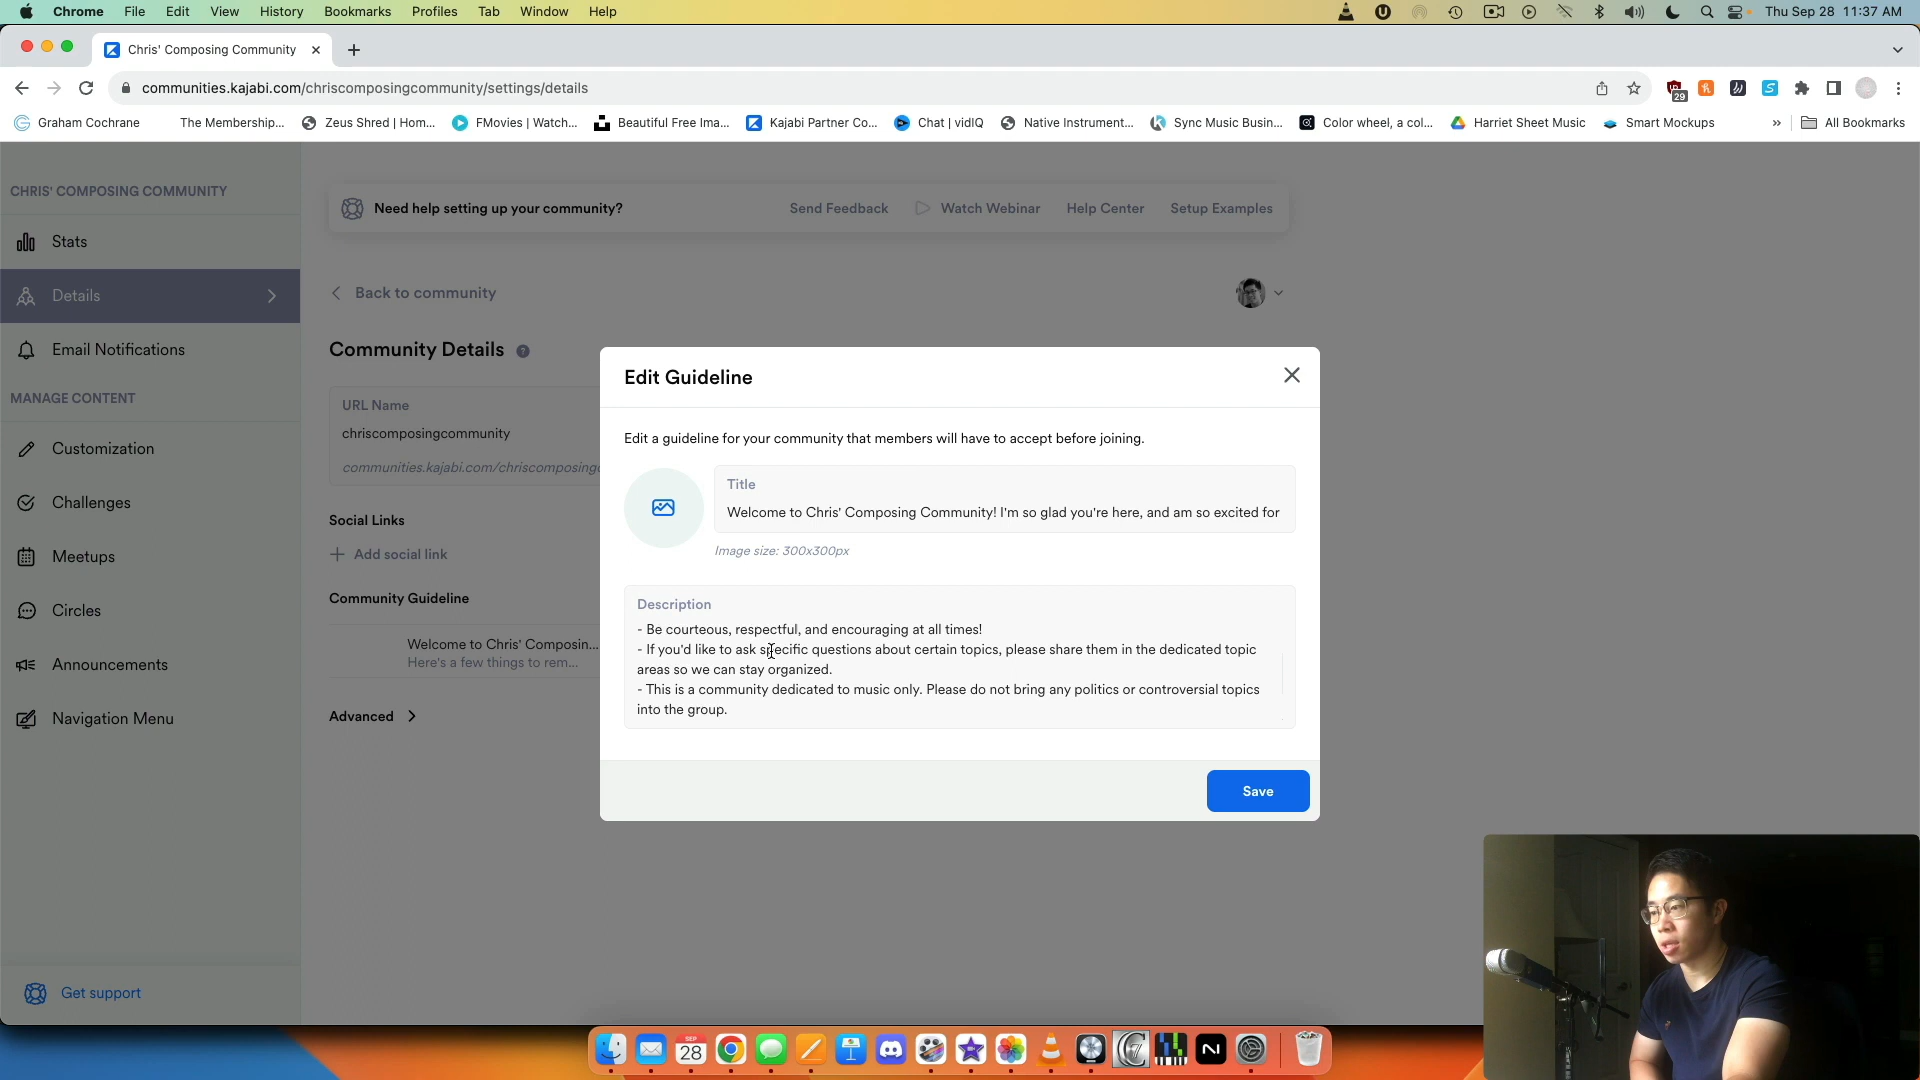 Chrome File Edit View History Bookmarks Profiles Tab Window Help Thu Sep 28 11:37 AM
Chris' Composing Community
communities.kajabi.com/chriscomposingcommunity/settings/details
29
Graham Cochrane The Membership... Zeus Shred | Hom... FMovies | Watch... Beautiful Free Ima... Kajabi Partner Co... Chat | vidIQ Native Instrument... Sync Music Busin... Color wheel, a col... Harriet Sheet Music Smart Mockups » All Bookmarks
CHRIS' COMPOSING COMMUNITY
Need help setting up your community? Send Feedback Watch Webinar Help Center Setup Examples
Stats
Details
Back to community
Email Notifications
Community Details
MANAGE CONTENT
URL Name
chriscomposingcommunity
communities.kajabi.com/chriscomposing
Customization
Challenges
Social Links
Add social link
Meetups
Community Guideline
Circles
Welcome to Chris' Composin...
Here's a few things to rem...
Announcements
Navigation Menu
Advanced
Get support
Edit Guideline
Edit a guideline for your community that members will have to accept before joining.
Title
Welcome to Chris' Composing Community! I'm so glad you're here, and am so excited for
Image size: 300x300px
Description
- Be courteous, respectful, and encouraging at all times!
- If you'd like to ask specific questions about certain topics, please share them in the dedicated topic
areas so we can stay organized.
- This is a community dedicated to music only. Please do not bring any politics or controversial topics
into the group.
Save
SEP
28